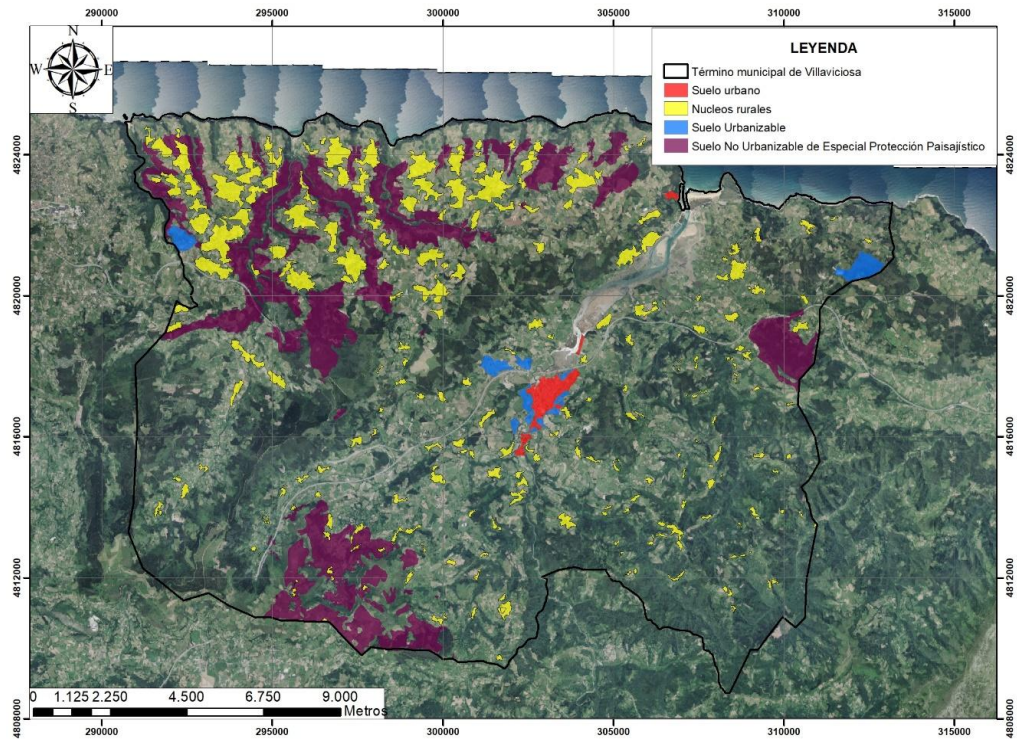 290000 295000 300000 305000 310000 315000
N
W E
S
LEYENDA
Término municipal de Villaviciosa
Suelo urbano
Nucleos rurales
Suelo Urbanizable
Suelo No Urbanizable de Especial Protección Paisajístico
4824000 4824000
4820000 4820000
4816000 4816000
4812000 4812000
4808000 4808000
0 1.125 2.250 4.500 6.750 9.000
Metros
290000 295000 300000 305000 310000 315000